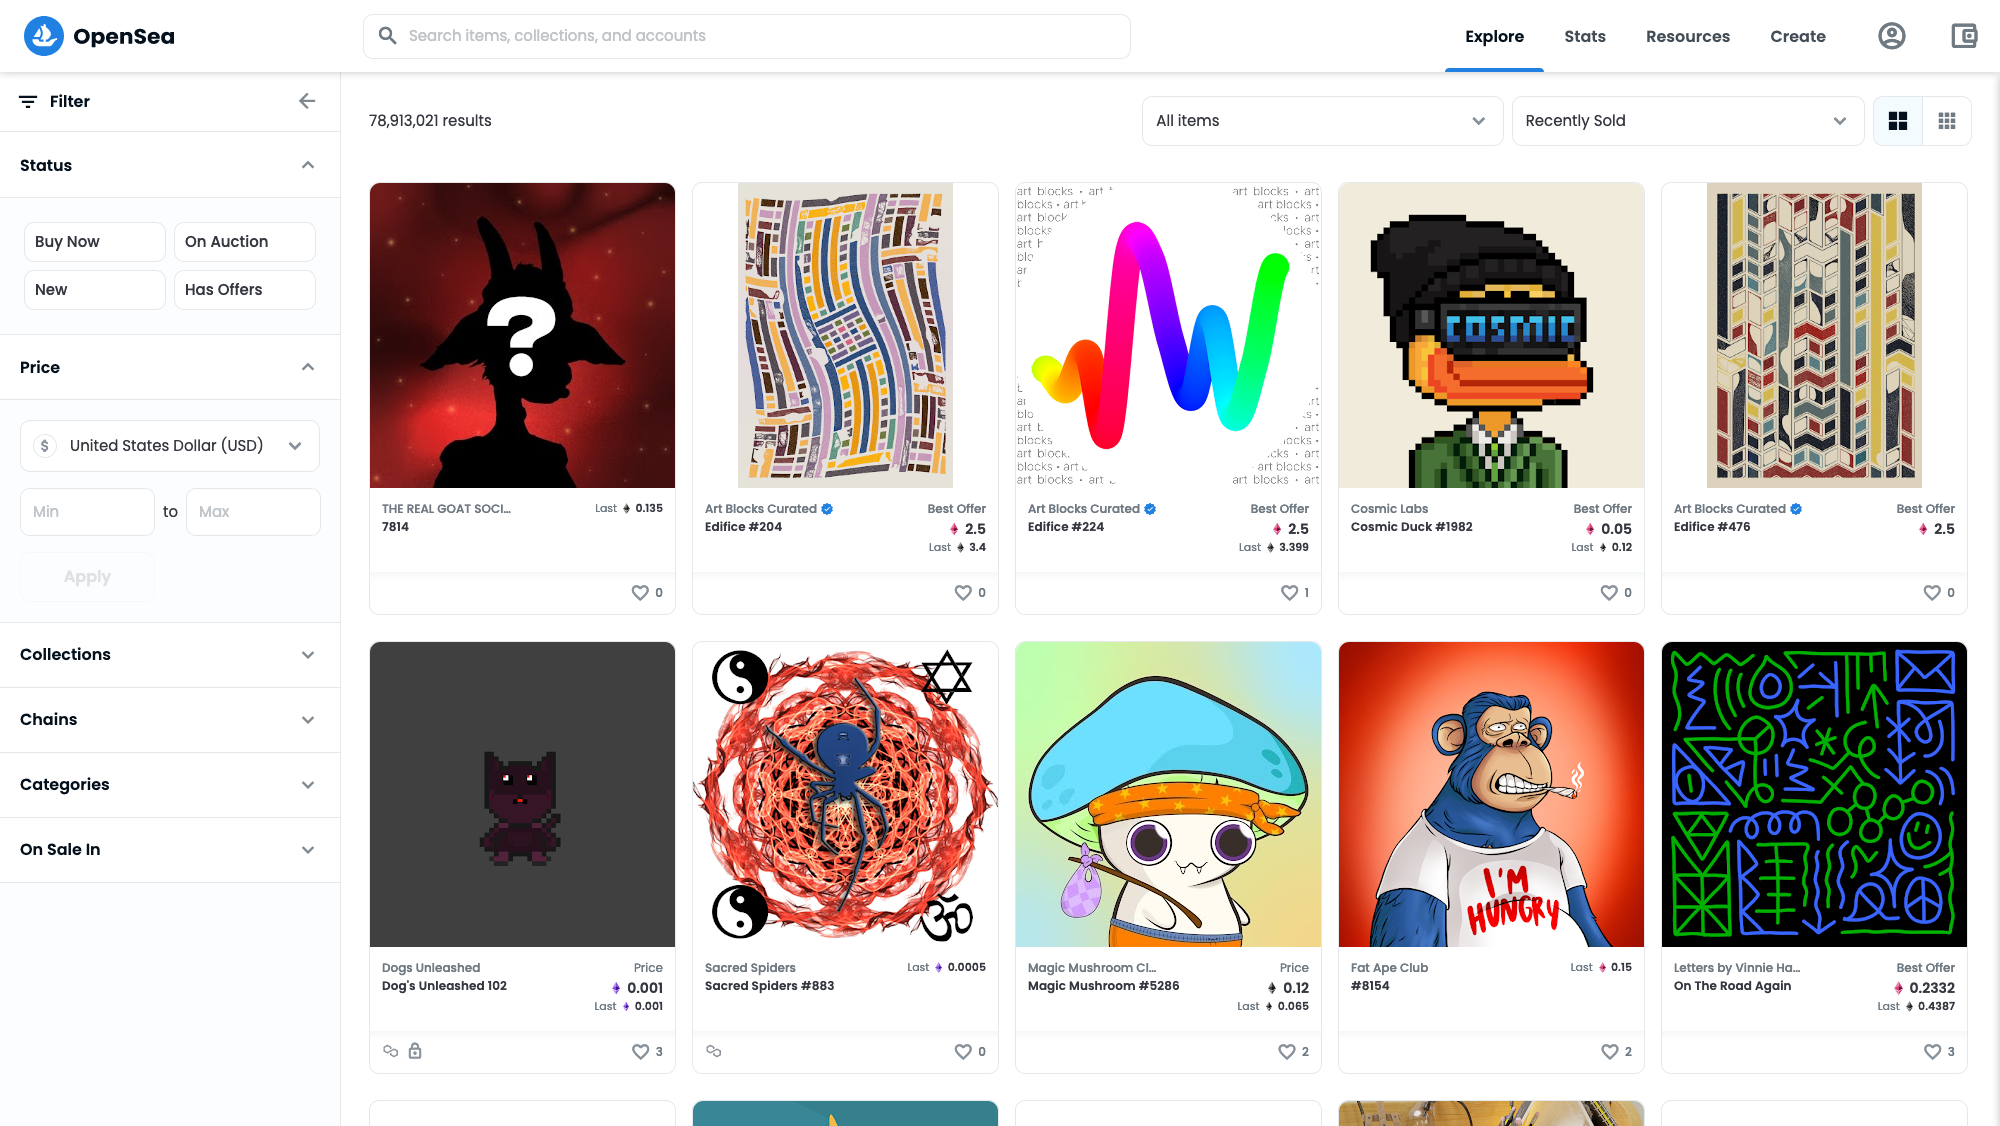 OpenSea
Search items, collections, and accounts
Explore
Stats
Resources
Create
Filter
78,913,021 results
All items
Recently Sold
Status
Buy Now
On Auction
New
Has Offers
Price
$ United States Dollar (USD)
Min to Max
Apply
Collections
Chains
Categories
On Sale In
?
THE REAL GOAT SOCI...
7814
Last 0.135
0
Art Blocks Curated
Edifice #204
Best Offer
2.5
Last 3.4
0
art blocks • art
art blocks • art
blocks • art
art block
blocks
art
art blocks
Art Blocks Curated
Edifice #224
Best Offer
2.5
Last 3.399
1
COSMIC
Cosmic Labs
Cosmic Duck #1982
Best Offer
0.05
Last 0.12
0
Art Blocks Curated
Edifice #476
Best Offer
2.5
0
Dogs Unleashed
Dog's Unleashed 102
Price
0.001
Last 0.001
3
ॐ
Sacred Spiders
Sacred Spiders #883
Last 0.0005
0
Magic Mushroom Cl...
Magic Mushroom #5286
Price
0.12
Last 0.065
2
I'M
HUNGRY
Fat Ape Club
#8154
Last 0.15
2
Letters by Vinnie Ha...
On The Road Again
Best Offer
0.2332
Last 0.4387
3